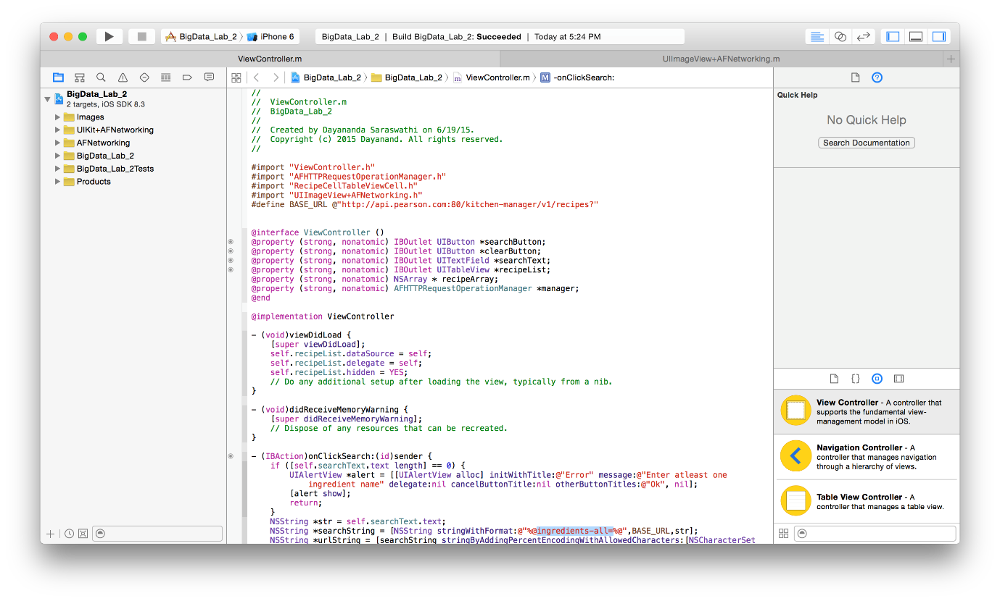 BigData_Lab_2 〉 iPhone 6
BigData_Lab_2 | Build BigData_Lab_2: Succeeded | Today at 5:24 PM
ViewController.m
UIImageView+AFNetworking.m
BigData_Lab_2 〉 BigData_Lab_2 〉 m ViewController.m 〉 M -onClickSearch:
BigData_Lab_2
2 targets, iOS SDK 8.3
Images
UIKit+AFNetworking
AFNetworking
BigData_Lab_2
BigData_Lab_2Tests
Products
//
//  ViewController.m
//  BigData_Lab_2
//
//  Created by Dayananda Saraswathi on 6/19/15.
//  Copyright (c) 2015 Dayanand. All rights reserved.
//
#import "ViewController.h"
#import "AFHTTPRequestOperationManager.h"
#import "RecipeCellTableViewCell.h"
#import "UIImageView+AFNetworking.h"
#define BASE_URL @"http://api.pearson.com:80/kitchen-manager/v1/recipes?"
@interface ViewController ()
@property (strong, nonatomic) IBOutlet UIButton *searchButton;
@property (strong, nonatomic) IBOutlet UIButton *clearButton;
@property (strong, nonatomic) IBOutlet UITextField *searchText;
@property (strong, nonatomic) IBOutlet UITableView *recipeList;
@property (strong, nonatomic) NSArray * recipeArray;
@property (strong, nonatomic) AFHTTPRequestOperationManager *manager;
@end
@implementation ViewController
- (void)viewDidLoad {
    [super viewDidLoad];
    self.recipeList.dataSource = self;
    self.recipeList.delegate = self;
    self.recipeList.hidden = YES;
    // Do any additional setup after loading the view, typically from a nib.
}
- (void)didReceiveMemoryWarning {
    [super didReceiveMemoryWarning];
    // Dispose of any resources that can be recreated.
}
- (IBAction)onClickSearch:(id)sender {
    if ([self.searchText.text length] == 0) {
        UIAlertView *alert = [[UIAlertView alloc] initWithTitle:@"Error" message:@"Enter atleast one
            ingredient name" delegate:nil cancelButtonTitle:nil otherButtonTitles:@"Ok", nil];
        [alert show];
        return;
    }
    NSString *str = self.searchText.text;
    NSString *searchString = [NSString stringWithFormat:@"%@ingredients-all=%@",BASE_URL,str];
    NSString *urlString = [searchString stringByAddingPercentEncodingWithAllowedCharacters:[NSCharacterSet
Quick Help
No Quick Help
Search Documentation
{}
View Controller - A controller that
supports the fundamental view-
management model in iOS.
Navigation Controller - A
controller that manages navigation
through a hierarchy of views.
Table View Controller - A
controller that manages a table view.